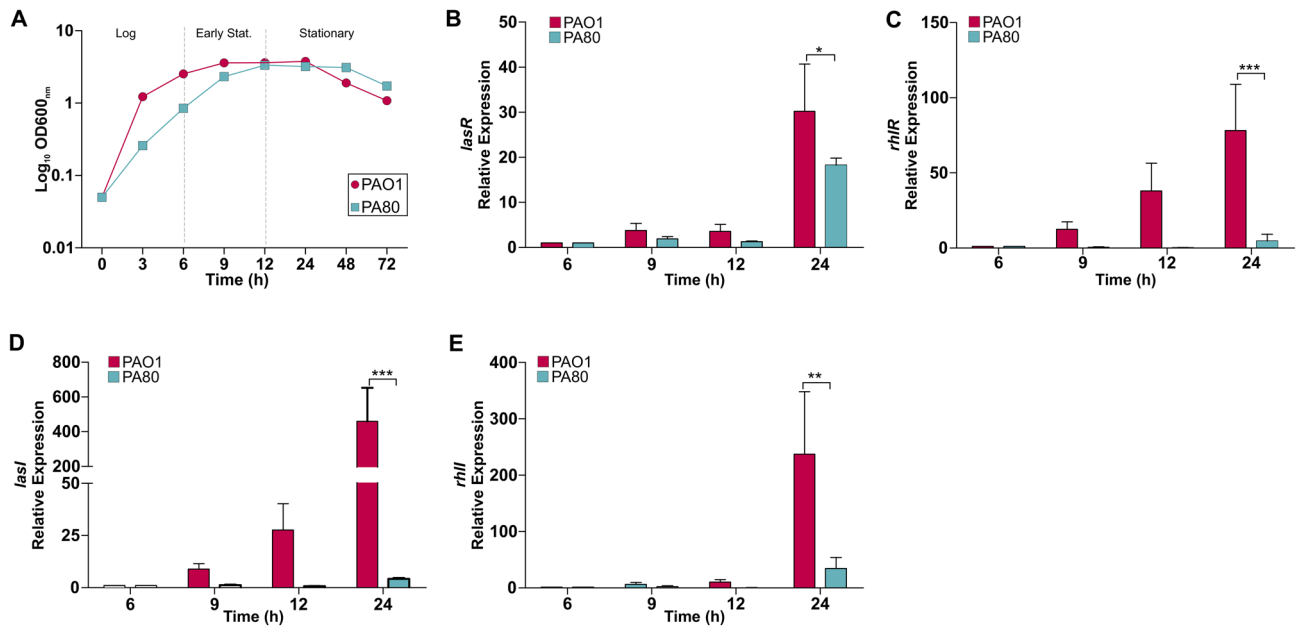 A
Log
Early Stat.
Stationary
10
1
0.1
0.01
Log₁₀ OD600nm
PAO1
PA80
0 3 6 9 12 24 48 72
Time (h)
B
PAO1
PA80
50
40
30
20
10
0
lasR
Relative Expression
*
6 9 12 24
Time (h)
C
PAO1
PA80
150
100
50
0
rhlR
Relative Expression
***
6 9 12 24
Time (h)
D
PAO1
PA80
800
600
400
200
50
25
0
lasI
Relative Expression
***
6 9 12 24
Time (h)
E
PAO1
PA80
400
300
200
100
0
rhlI
Relative Expression
**
6 9 12 24
Time (h)